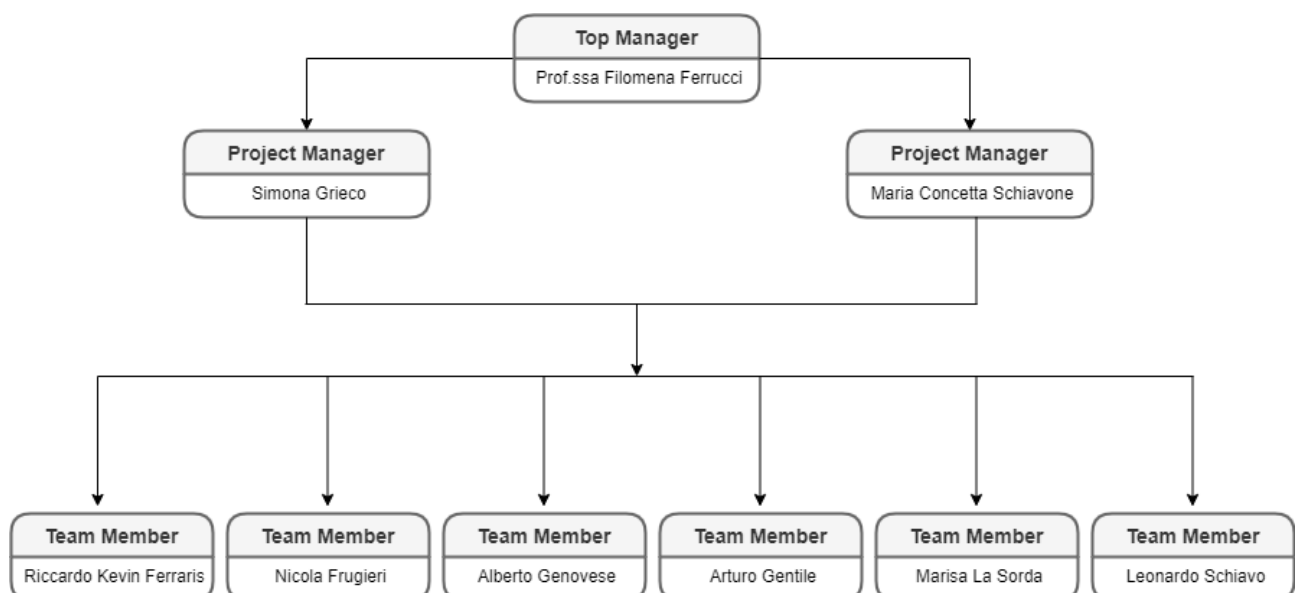 Top Manager
Prof.ssa Filomena Ferrucci
Project Manager
Simona Grieco
Project Manager
Maria Concetta Schiavone
Team Member
Riccardo Kevin Ferraris
Team Member
Nicola Frugieri
Team Member
Alberto Genovese
Team Member
Arturo Gentile
Team Member
Marisa La Sorda
Team Member
Leonardo Schiavo